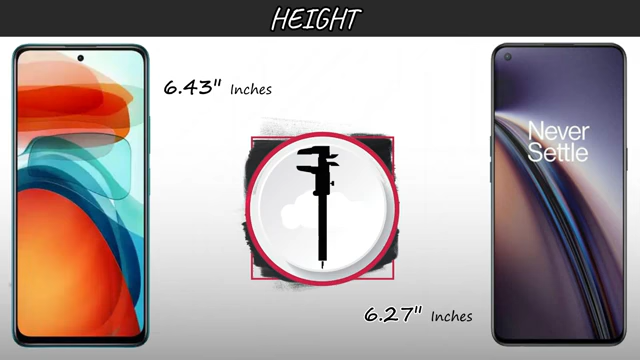 HEIGHT
6.43" Inches
Never
Settle
6.27" Inches